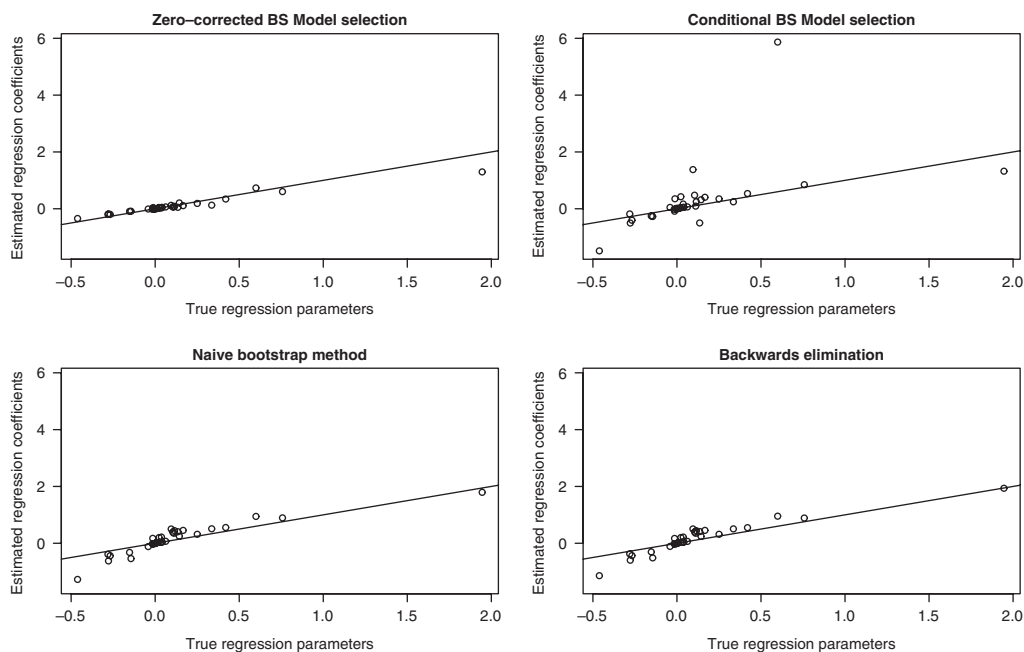 Zero–corrected BS Model selection
Estimated regression coefficients
6
4
2
0
–0.5 0.0 0.5 1.0 1.5 2.0
True regression parameters
Conditional BS Model selection
Estimated regression coefficients
6
4
2
0
–0.5 0.0 0.5 1.0 1.5 2.0
True regression parameters
Naive bootstrap method
Estimated regression coefficients
6
4
2
0
–0.5 0.0 0.5 1.0 1.5 2.0
True regression parameters
Backwards elimination
Estimated regression coefficients
6
4
2
0
–0.5 0.0 0.5 1.0 1.5 2.0
True regression parameters